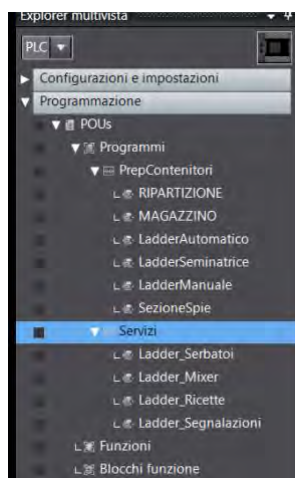 Explorer multivista
PLC
Configurazioni e impostazioni
Programmazione
POUs
Programmi
PrepContenitori
RIPARTIZIONE
MAGAZZINO
LadderAutomatico
LadderSeminatrice
LadderManuale
SezioneSpie
Servizi
Ladder_Serbatoi
Ladder_Mixer
Ladder_Ricette
Ladder_Segnalazioni
Funzioni
Blocchi funzione